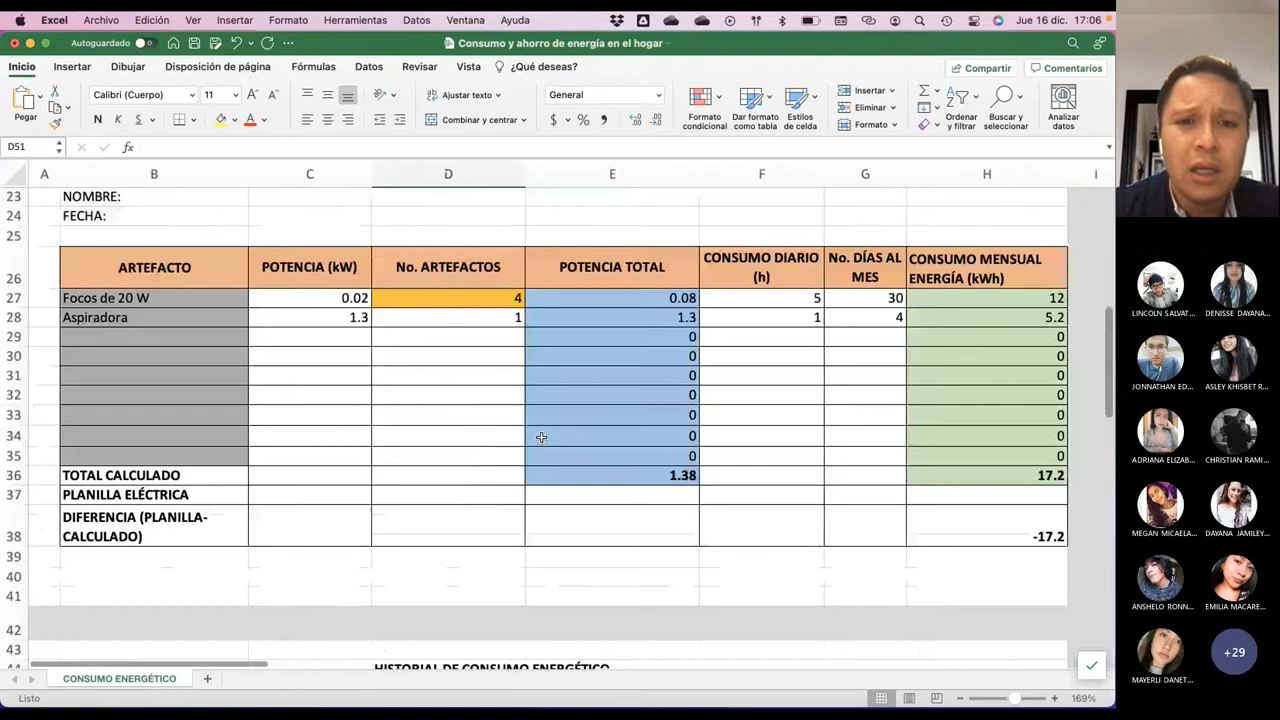 Excel Archivo Edición Ver Insertar Formato Herramientas Datos Ventana Ayuda Jue 16 dic. 17:06
Autoguardado Consumo y ahorro de energía en el hogar
Inicio Insertar Dibujar Disposición de página Fórmulas Datos Revisar Vista ¿Qué deseas? Compartir Comentarios
Pegar Calibri (Cuerpo) 11 Ajustar texto General Insertar
N K S Combinar y centrar Eliminar
Formato
Formato condicional Dar formato como tabla Estilos de celda Ordenar y filtrar Buscar y seleccionar Analizar datos
D51 fx
A B C D E F G H I
23 NOMBRE:
24 FECHA:
25
26 ARTEFACTO POTENCIA (kW) No. ARTEFACTOS POTENCIA TOTAL CONSUMO DIARIO (h) No. DÍAS AL MES CONSUMO MENSUAL ENERGÍA (kWh)
27 Focos de 20 W 0.02 4 0.08 5 30 12
28 Aspiradora 1.3 1 1.3 1 4 5.2
29 0 0
30 0 0
31 0 0
32 0 0
33 0 0
34 0 0
35 0 0
36 TOTAL CALCULADO 1.38 17.2
37 PLANILLA ELÉCTRICA
38 DIFERENCIA (PLANILLA-CALCULADO) -17.2
39
40
41
42
43
44 HISTORIAL DE CONSUMO ENERGÉTICO
CONSUMO ENERGÉTICO +
Listo 169%
LINCOLN SALVAT... DENISSE DAYANA...
JONNATHAN ED... ASLEY KHISBET R...
ADRIANA ELIZAB... CHRISTIAN RAMI...
MEGAN MICAELA... DAYANA JAMILEY...
ANSHELO RONN... EMILIA MACARE...
MAYERLI DANET... +29